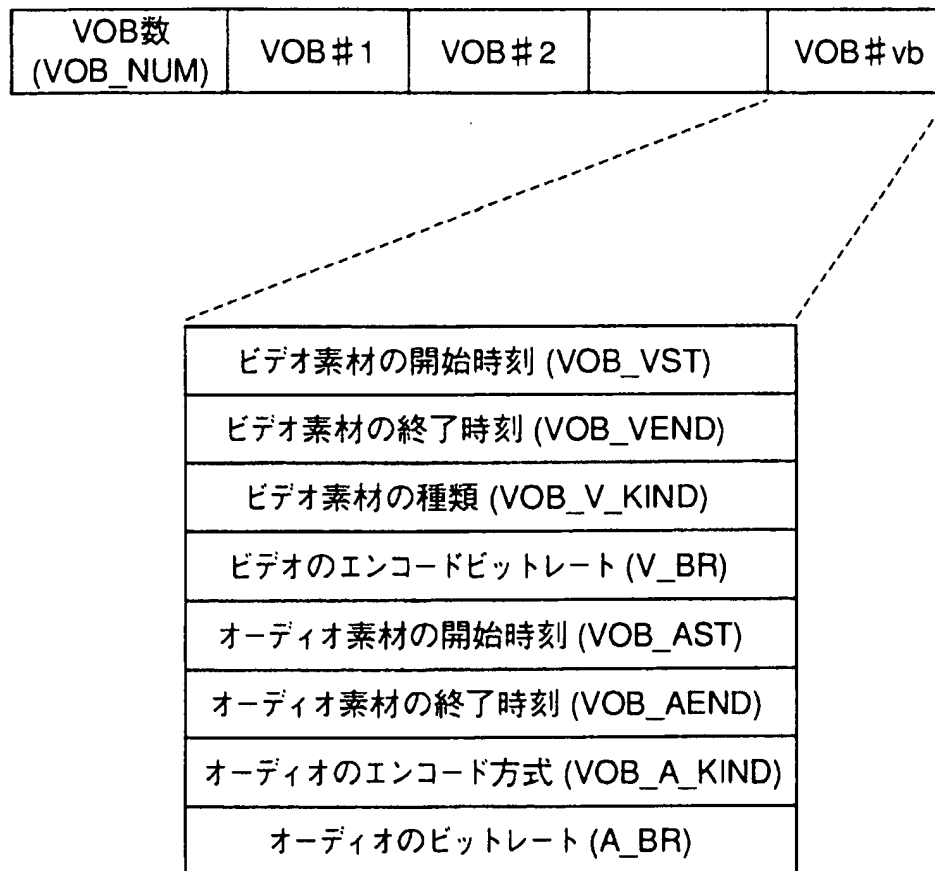 VOB数
(VOB_NUM)
VOB♯1
VOB♯2
VOB♯vb
ビデオ素材の開始時刻 (VOB_VST)
ビデオ素材の終了時刻 (VOB_VEND)
ビデオ素材の種類 (VOB_V_KIND)
ビデオのエンコードビットレート (V_BR)
オーディオ素材の開始時刻 (VOB_AST)
オーディオ素材の終了時刻 (VOB_AEND)
オーディオのエンコード方式 (VOB_A_KIND)
オーディオのビットレート (A_BR)